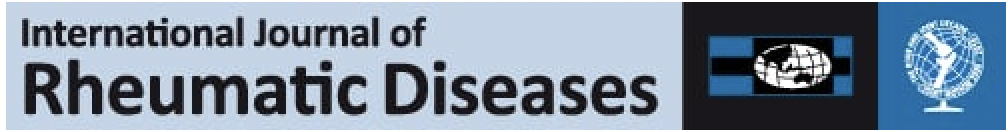 International Journal of
Rheumatic Diseases